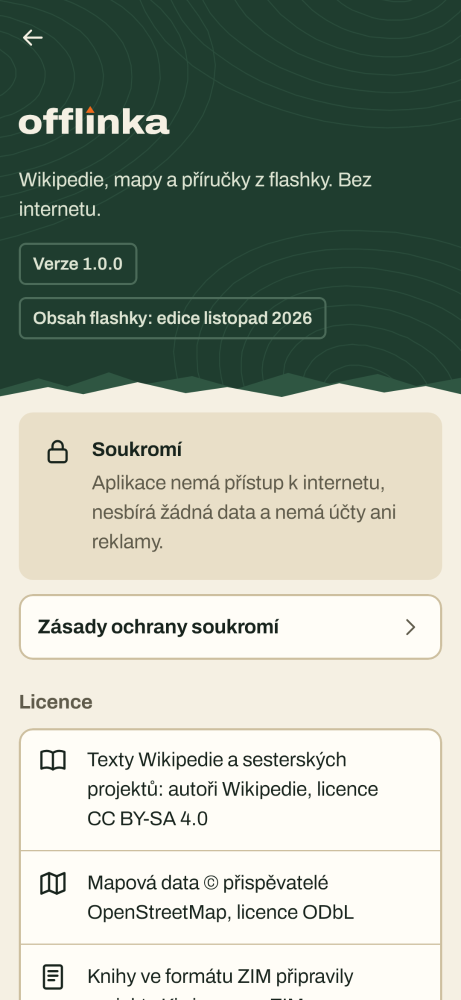 offlinka
Wikipedie, mapy a příručky z flashky. Bez
internetu.
Verze 1.0.0
Obsah flashky: edice listopad 2026
Soukromí
Aplikace nemá přístup k internetu,
nesbírá žádná data a nemá účty ani
reklamy.
Zásady ochrany soukromí
Licence
Texty Wikipedie a sesterských
projektů: autoři Wikipedie, licence
CC BY-SA 4.0
Mapová data © přispěvatelé
OpenStreetMap, licence ODbL
Knihy ve formátu ZIM připravily